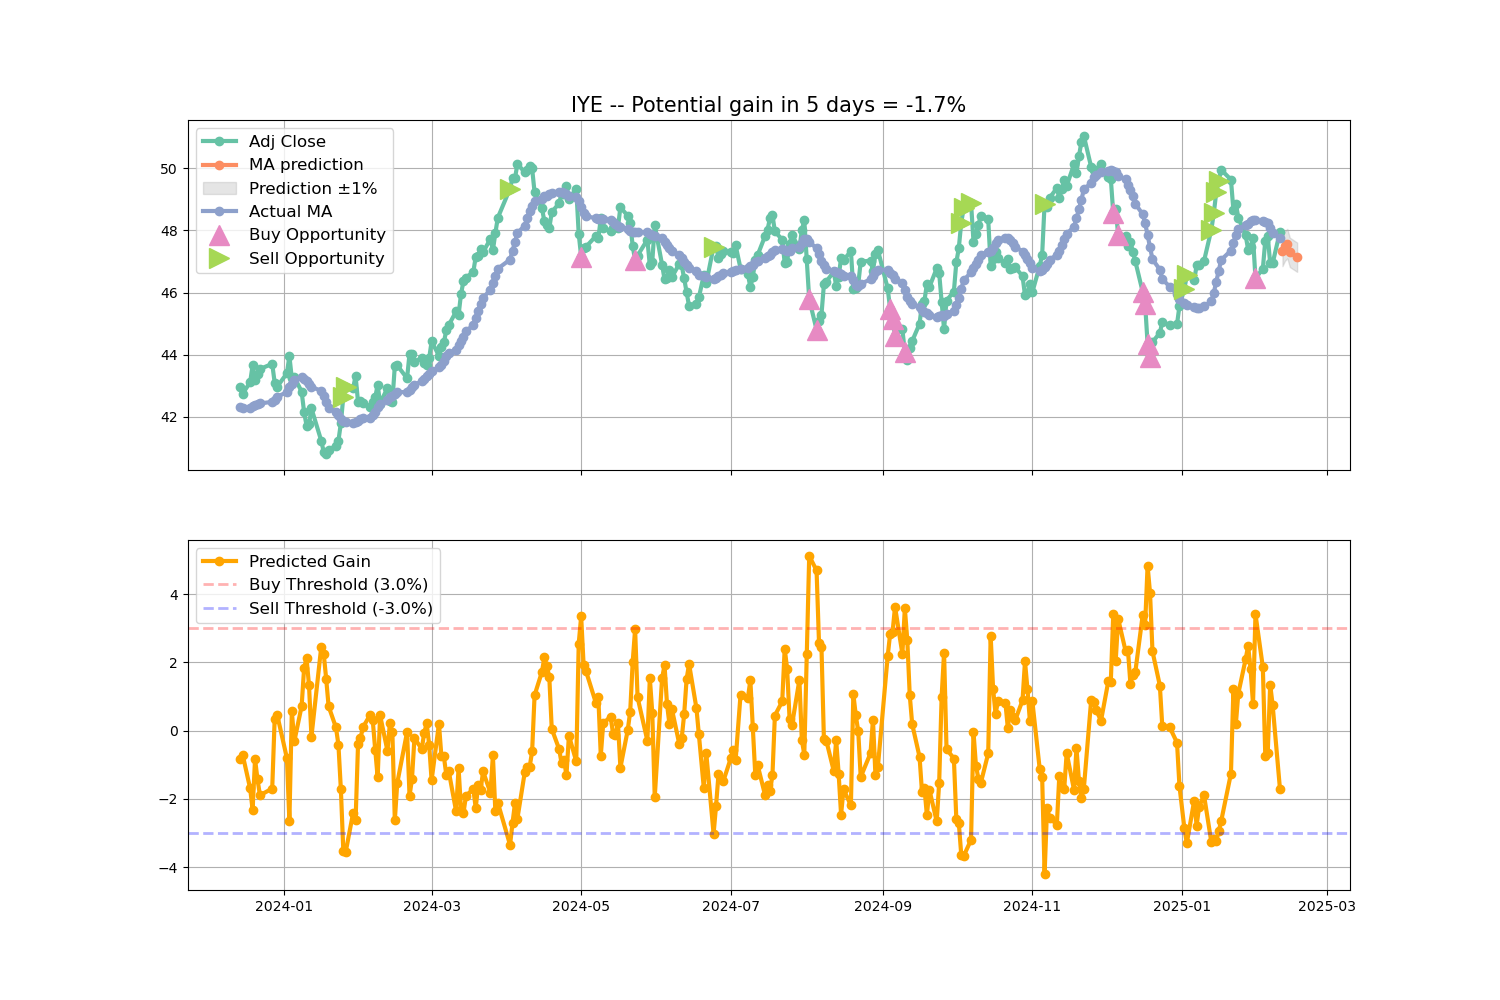 IYE -- Potential gain in 5 days = -1.7%
Adj Close
MA prediction
Prediction ±1%
Actual MA
Buy Opportunity
Sell Opportunity
50
48
46
44
42
Predicted Gain
Buy Threshold (3.0%)
Sell Threshold (-3.0%)
4
2
0
−2
−4
2024-01 2024-03 2024-05 2024-07 2024-09 2024-11 2025-01 2025-03